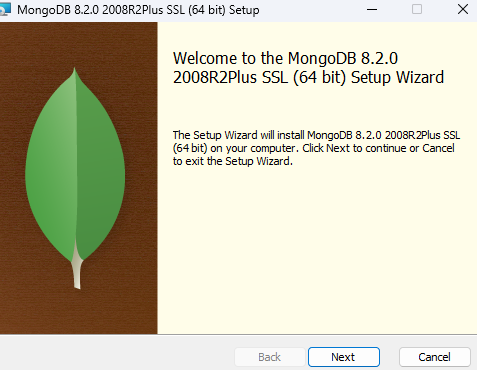 MongoDB 8.2.0 2008R2Plus SSL (64 bit) Setup
Welcome to the MongoDB 8.2.0
2008R2Plus SSL (64 bit) Setup Wizard
The Setup Wizard will install MongoDB 8.2.0 2008R2Plus SSL
(64 bit) on your computer. Click Next to continue or Cancel
to exit the Setup Wizard.
Back Next Cancel